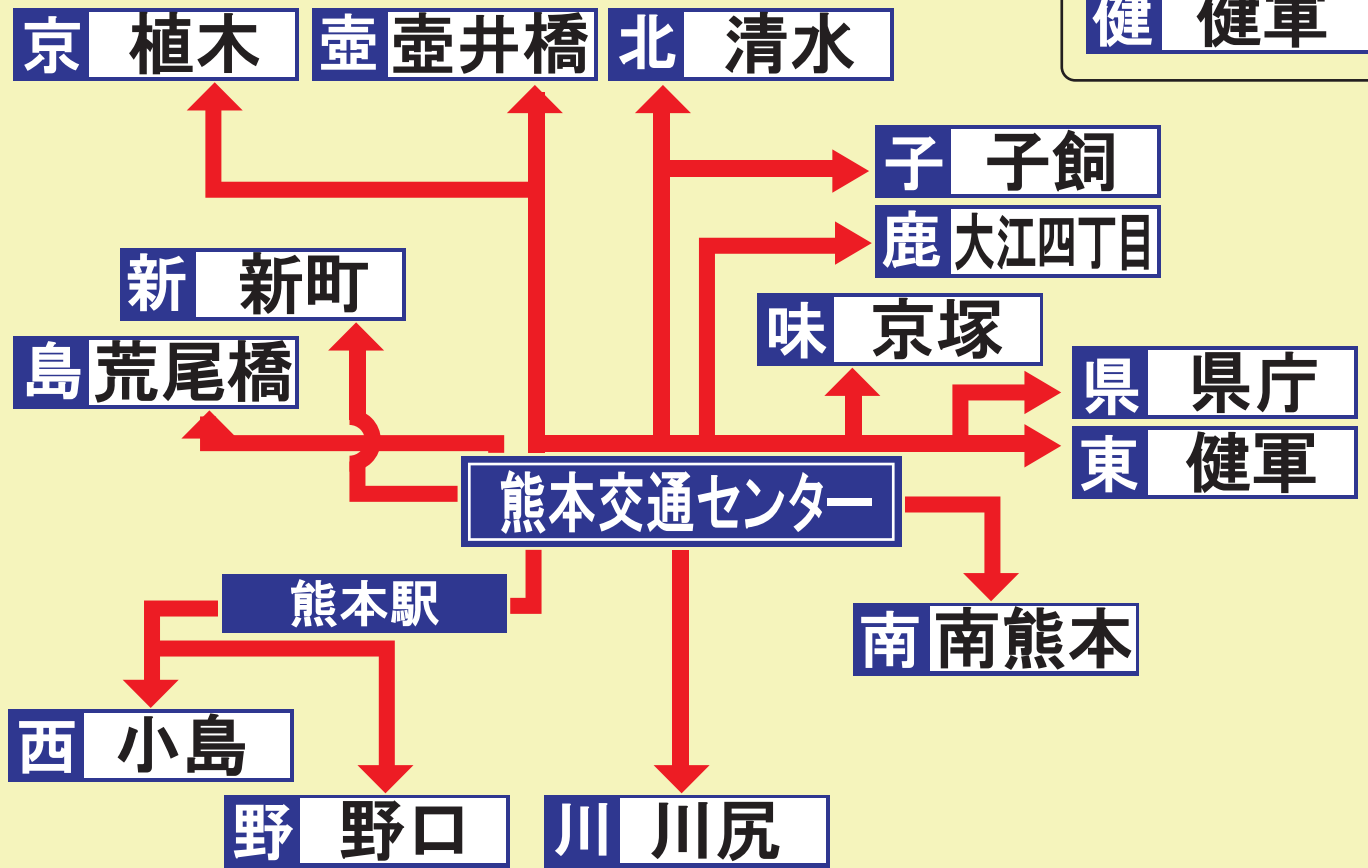 京 植木
壺 壺井橋
北 清水
健 健軍
子 子飼
鹿 大江四丁目
新 新町
味 京塚
島 荒尾橋
県 県庁
東 健軍
熊本交通センター
熊本駅
南 南熊本
西 小島
野 野口
川 川尻